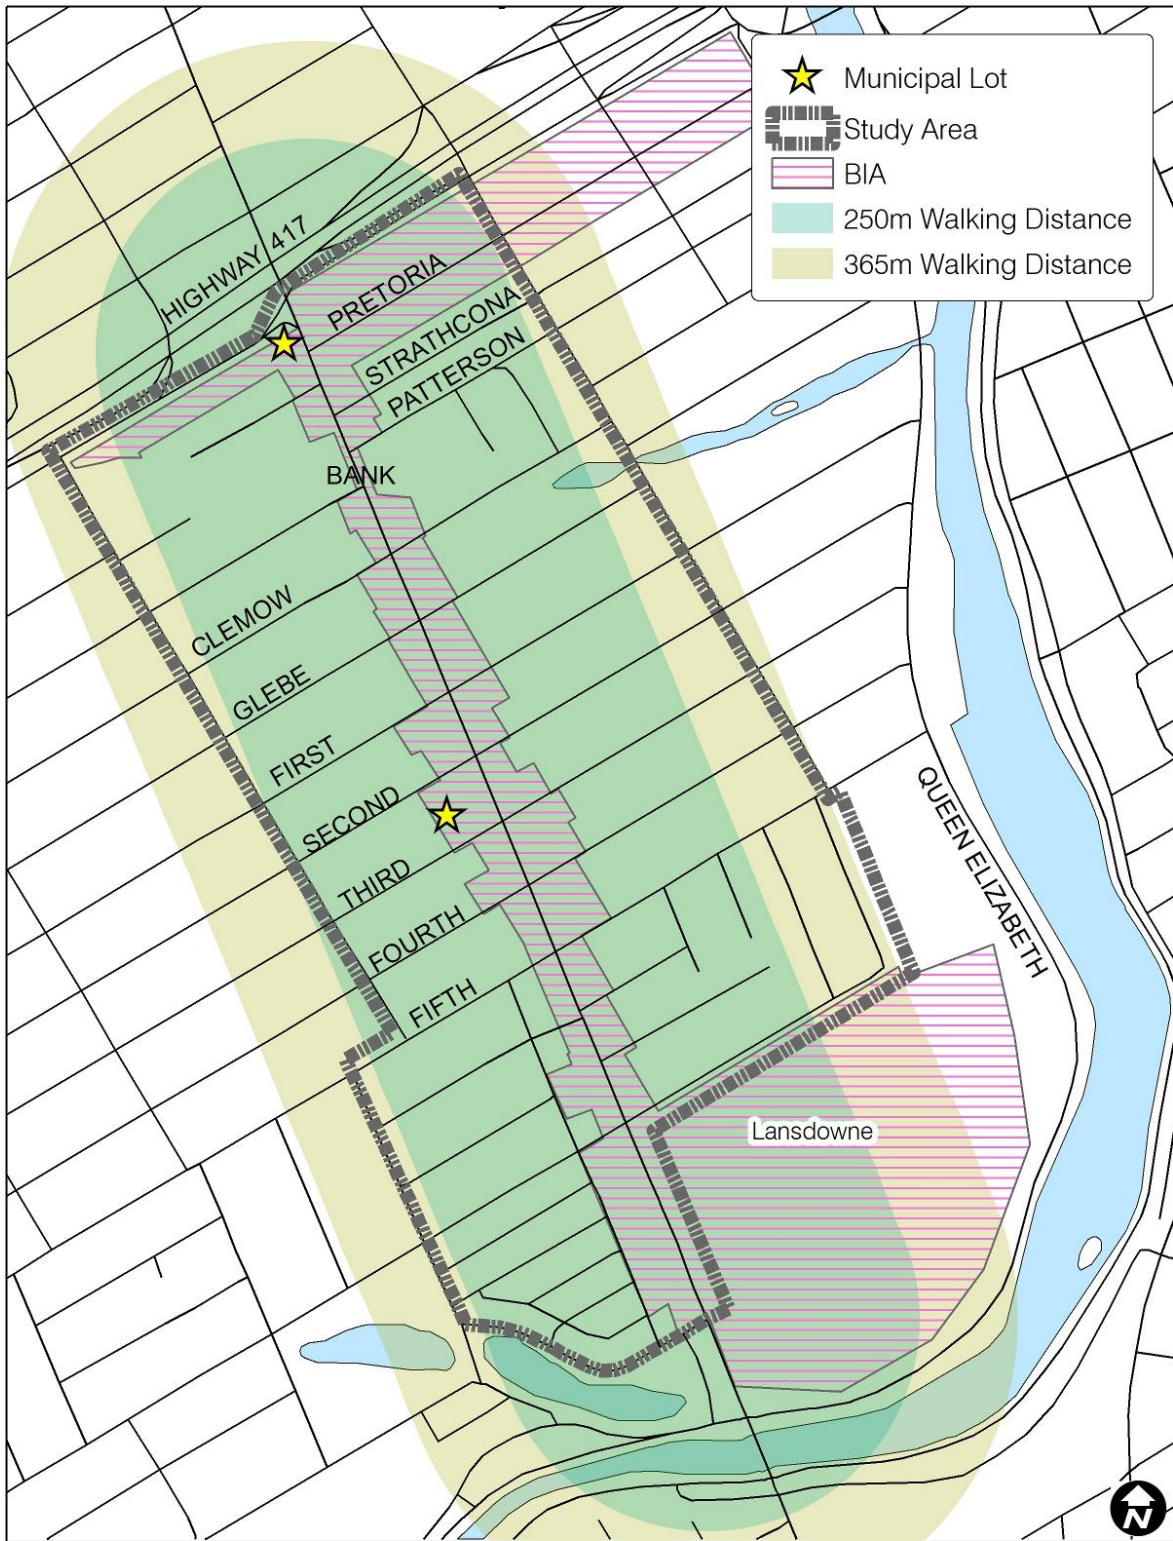 Municipal Lot
Study Area
BIA
250m Walking Distance
365m Walking Distance
HIGHWAY 417
PRETORIA
STRATHCONA
PATTERSON
BANK
CLEMOW
GLEBE
FIRST
SECOND
THIRD
FOURTH
FIFTH
QUEEN ELIZABETH
Lansdowne
N